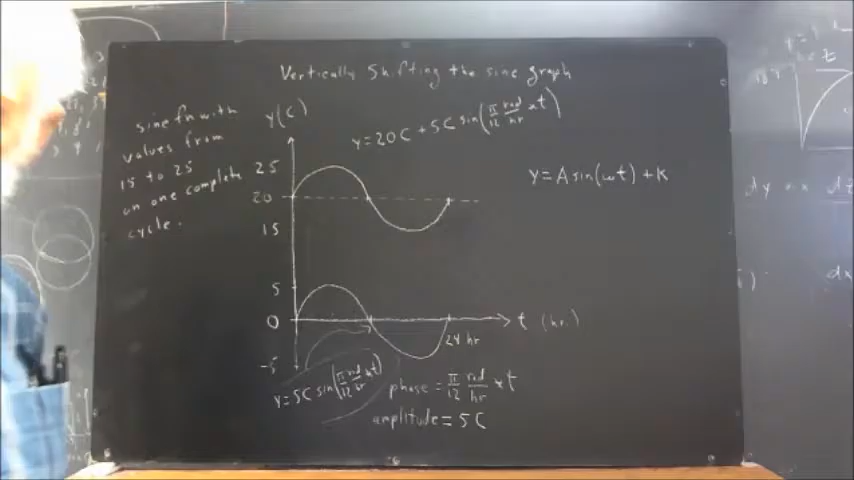 Vertically Shifting the sine graph
sine fn with
values from
15 to 25
on one complete
cycle.
y(C)
y = 20C + 5C sin(π/12 rad/hr * t)
y = A sin(ωt) + K
25
20
15
5
0
-5
t (hr.)
24 hr
y = 5C sin(π/12 rad/hr * t)
phase = π/12 rad/hr * t
amplitude = 5C
dy
dx